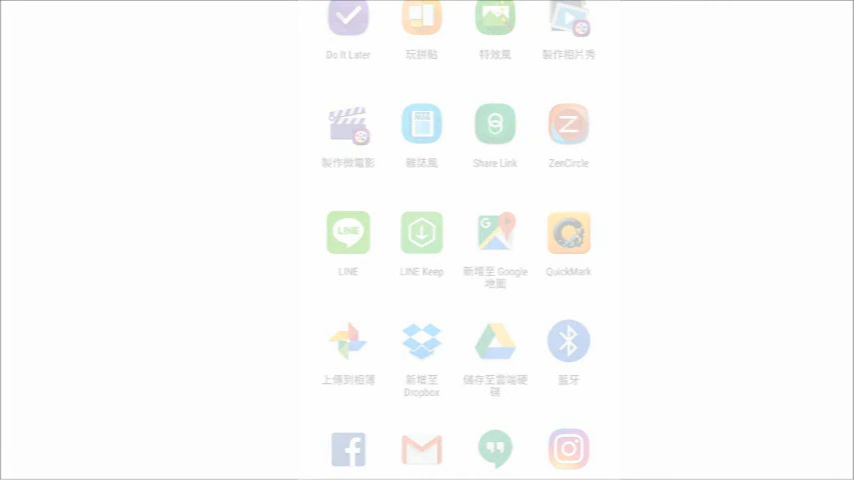 Do It Later
玩拼貼
特效風
製作相片秀
製作微電影
雜誌風
Share Link
ZenCircle
LINE
LINE
LINE Keep
G
新增至 Google
地圖
QuickMark
上傳到相簿
新增至
Dropbox
儲存至雲端硬
碟
藍牙